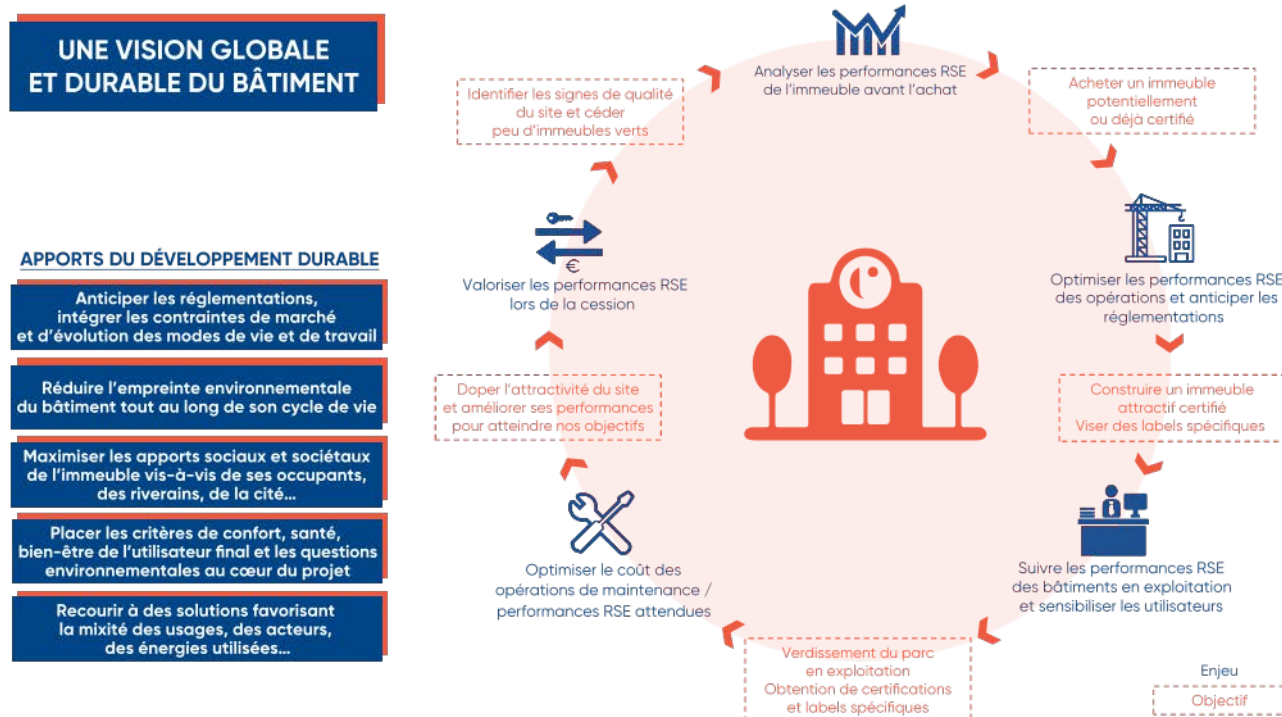 UNE VISION GLOBALE
ET DURABLE DU BÂTIMENT
APPORTS DU DÉVELOPPEMENT DURABLE
Anticiper les réglementations,
intégrer les contraintes de marché
et d'évolution des modes de vie et de travail
Réduire l'empreinte environnementale
du bâtiment tout au long de son cycle de vie
Maximiser les apports sociaux et sociétaux
de l'immeuble vis-à-vis de ses occupants,
des riverains, de la cité...
Placer les critères de confort, santé,
bien-être de l'utilisateur final et les questions
environnementales au cœur du projet
Recourir à des solutions favorisant
la mixité des usages, des acteurs,
des énergies utilisées...
Analyser les performances RSE
de l'immeuble avant l'achat
Acheter un immeuble
potentiellement
ou déjà certifié
Optimiser les performances RSE
des opérations et anticiper les
réglementations
Construire un immeuble
attractif certifié
Viser des labels spécifiques
Suivre les performances RSE
des bâtiments en exploitation
et sensibiliser les utilisateurs
Verdissement du parc
en exploitation
Obtention de certifications
et labels spécifiques
Optimiser le coût des
opérations de maintenance /
performances RSE attendues
Doper l'attractivité du site
et améliorer ses performances
pour atteindre nos objectifs
€
Valoriser les performances RSE
lors de la cession
Identifier les signes de qualité
du site et céder
peu d'immeubles verts
Enjeu
Objectif